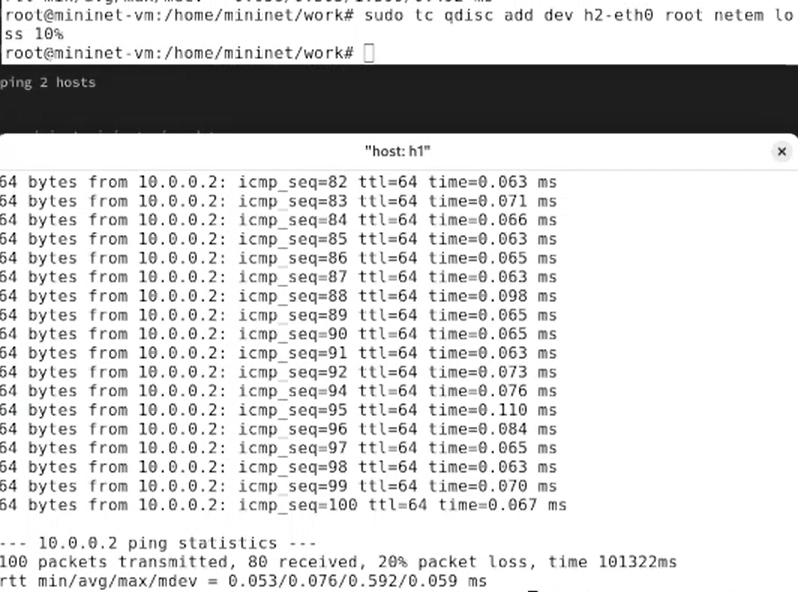 root@mininet-vm:/home/mininet/work# sudo tc qdisc add dev h2-eth0 root netem lo
ss 10%
root@mininet-vm:/home/mininet/work#
ping 2 hosts
"host: h1"
64 bytes from 10.0.0.2: icmp_seq=82 ttl=64 time=0.063 ms
64 bytes from 10.0.0.2: icmp_seq=83 ttl=64 time=0.071 ms
64 bytes from 10.0.0.2: icmp_seq=84 ttl=64 time=0.066 ms
64 bytes from 10.0.0.2: icmp_seq=85 ttl=64 time=0.063 ms
64 bytes from 10.0.0.2: icmp_seq=86 ttl=64 time=0.065 ms
64 bytes from 10.0.0.2: icmp_seq=87 ttl=64 time=0.063 ms
64 bytes from 10.0.0.2: icmp_seq=88 ttl=64 time=0.098 ms
64 bytes from 10.0.0.2: icmp_seq=89 ttl=64 time=0.065 ms
64 bytes from 10.0.0.2: icmp_seq=90 ttl=64 time=0.065 ms
64 bytes from 10.0.0.2: icmp_seq=91 ttl=64 time=0.063 ms
64 bytes from 10.0.0.2: icmp_seq=92 ttl=64 time=0.073 ms
64 bytes from 10.0.0.2: icmp_seq=94 ttl=64 time=0.076 ms
64 bytes from 10.0.0.2: icmp_seq=95 ttl=64 time=0.110 ms
64 bytes from 10.0.0.2: icmp_seq=96 ttl=64 time=0.084 ms
64 bytes from 10.0.0.2: icmp_seq=97 ttl=64 time=0.065 ms
64 bytes from 10.0.0.2: icmp_seq=98 ttl=64 time=0.063 ms
64 bytes from 10.0.0.2: icmp_seq=99 ttl=64 time=0.070 ms
64 bytes from 10.0.0.2: icmp_seq=100 ttl=64 time=0.067 ms
--- 10.0.0.2 ping statistics ---
100 packets transmitted, 80 received, 20% packet loss, time 101322ms
rtt min/avg/max/mdev = 0.053/0.076/0.592/0.059 ms